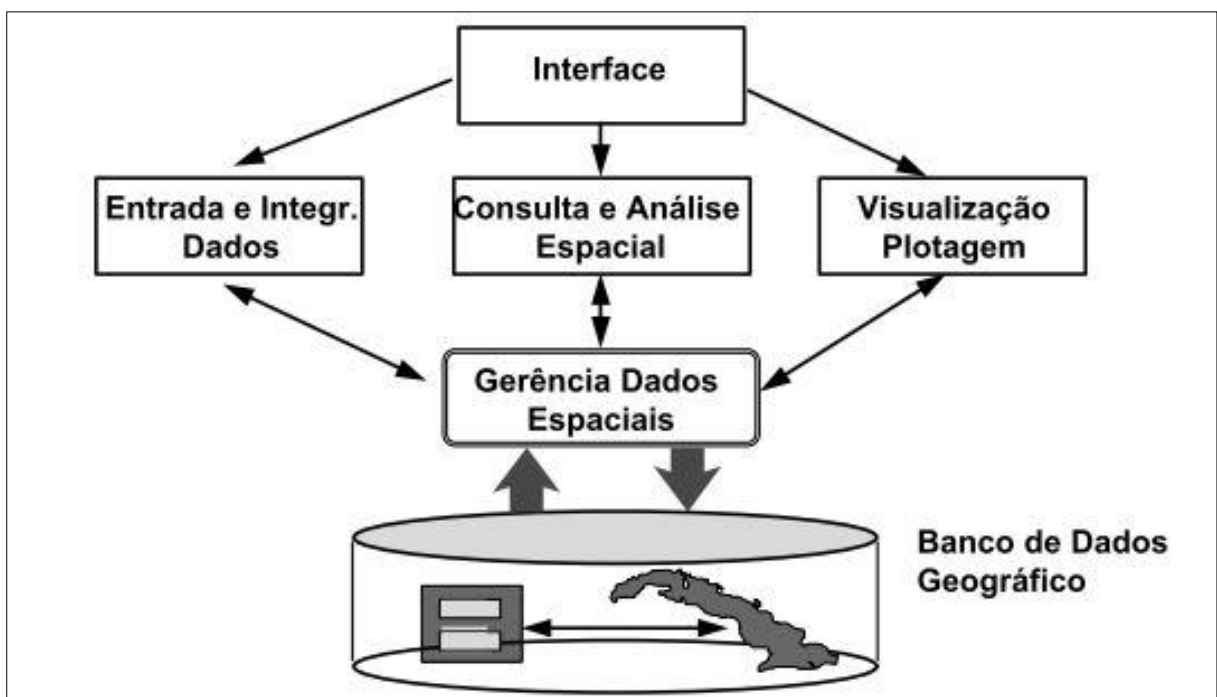 Interface
Entrada e Integr.
Dados
Consulta e Análise
Espacial
Visualização
Plotagem
Gerência Dados
Espaciais
Banco de Dados
Geográfico